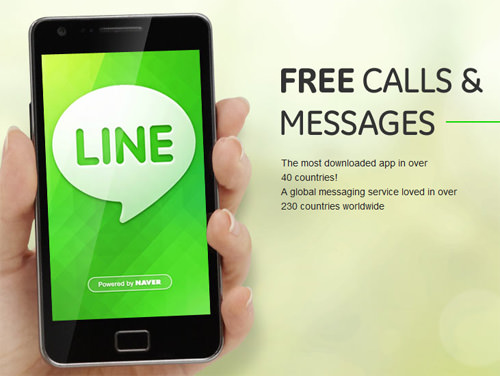 LINE
Powered by NAVER
FREE CALLS &
MESSAGES
The most downloaded app in over
40 countries!
A global messaging service loved in over
230 countries worldwide